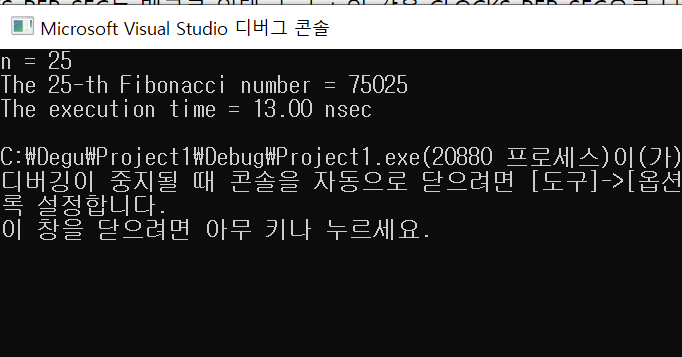 Microsoft Visual Studio 디버그 콘솔
n = 25
The 25-th Fibonacci number = 75025
The execution time = 13.00 nsec
C:\Degu\Project1\Debug\Project1.exe(20880 프로세스)이(가)
디버깅이 중지될 때 콘솔을 자동으로 닫으려면 [도구]->[옵션
록 설정합니다.
이 창을 닫으려면 아무 키나 누르세요.